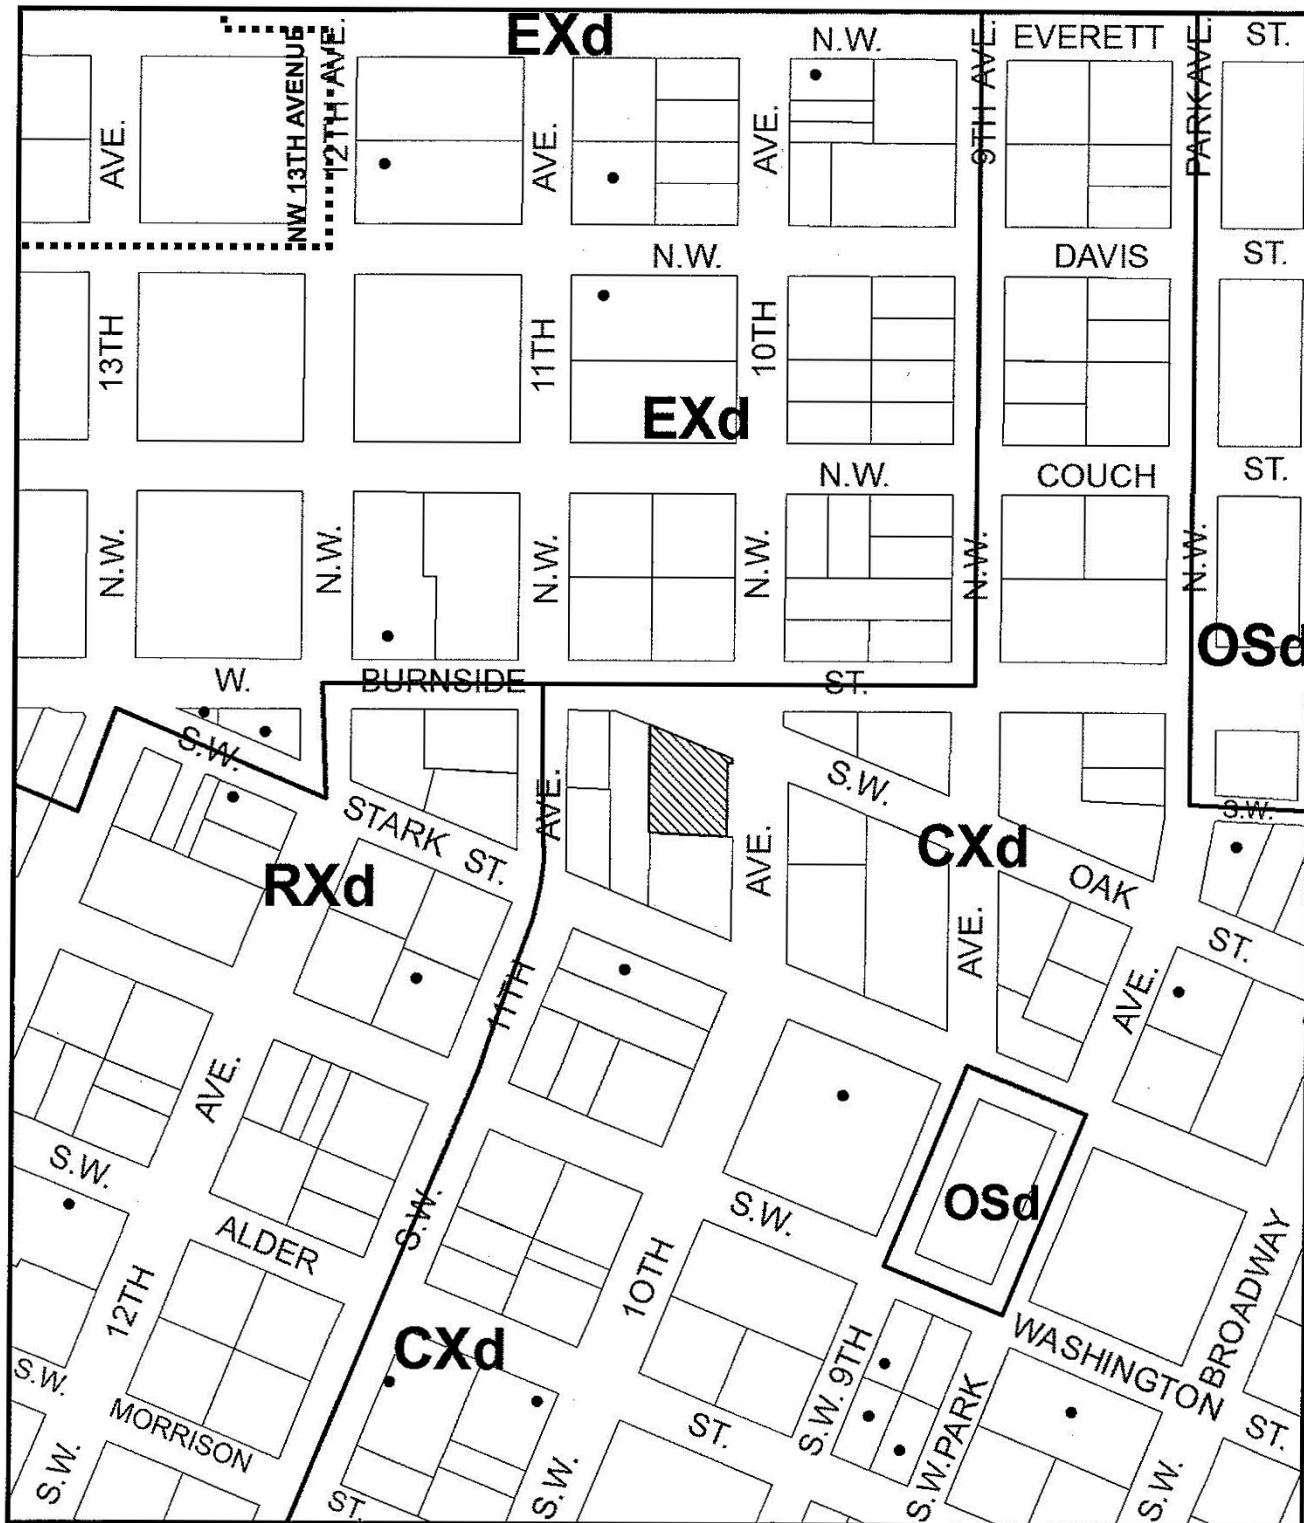 EXd
N.W. EVERETT ST.
AVE.
NW 13TH AVENUE
12TH AVE.
AVE.
AVE.
9TH AVE.
PARK AVE.
N.W. DAVIS ST.
13TH
11TH
10TH
EXd
N.W. COUCH ST.
N.W.
N.W.
N.W.
N.W.
N.W.
N.W.
OSd
W. BURNSIDE ST.
S.W.
STARK ST.
AVE.
AVE.
S.W.
OAK
ST.
S.W.
CXd
RXd
AVE.
AVE.
11TH
AVE.
S.W.
ALDER
S.W.
S.W.
OSd
12TH
10TH
CXd
S.W. 9TH
WASHINGTON
BROADWAY
S.W.
MORRISON
ST.
S.W. PARK
ST.
S.W.
ST.
S.W.
S.W.